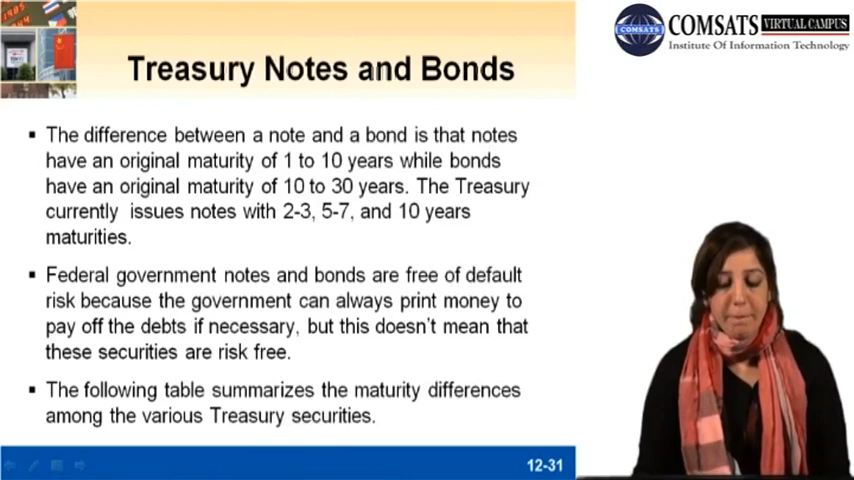 COMSATS VIRTUAL CAMPUS
COMSATS
Institute Of Information Technology
Treasury Notes and Bonds
▪ The difference between a note and a bond is that notes
have an original maturity of 1 to 10 years while bonds
have an original maturity of 10 to 30 years. The Treasury
currently issues notes with 2-3, 5-7, and 10 years
maturities.
▪ Federal government notes and bonds are free of default
risk because the government can always print money to
pay off the debts if necessary, but this doesn't mean that
these securities are risk free.
▪ The following table summarizes the maturity differences
among the various Treasury securities.
12-31